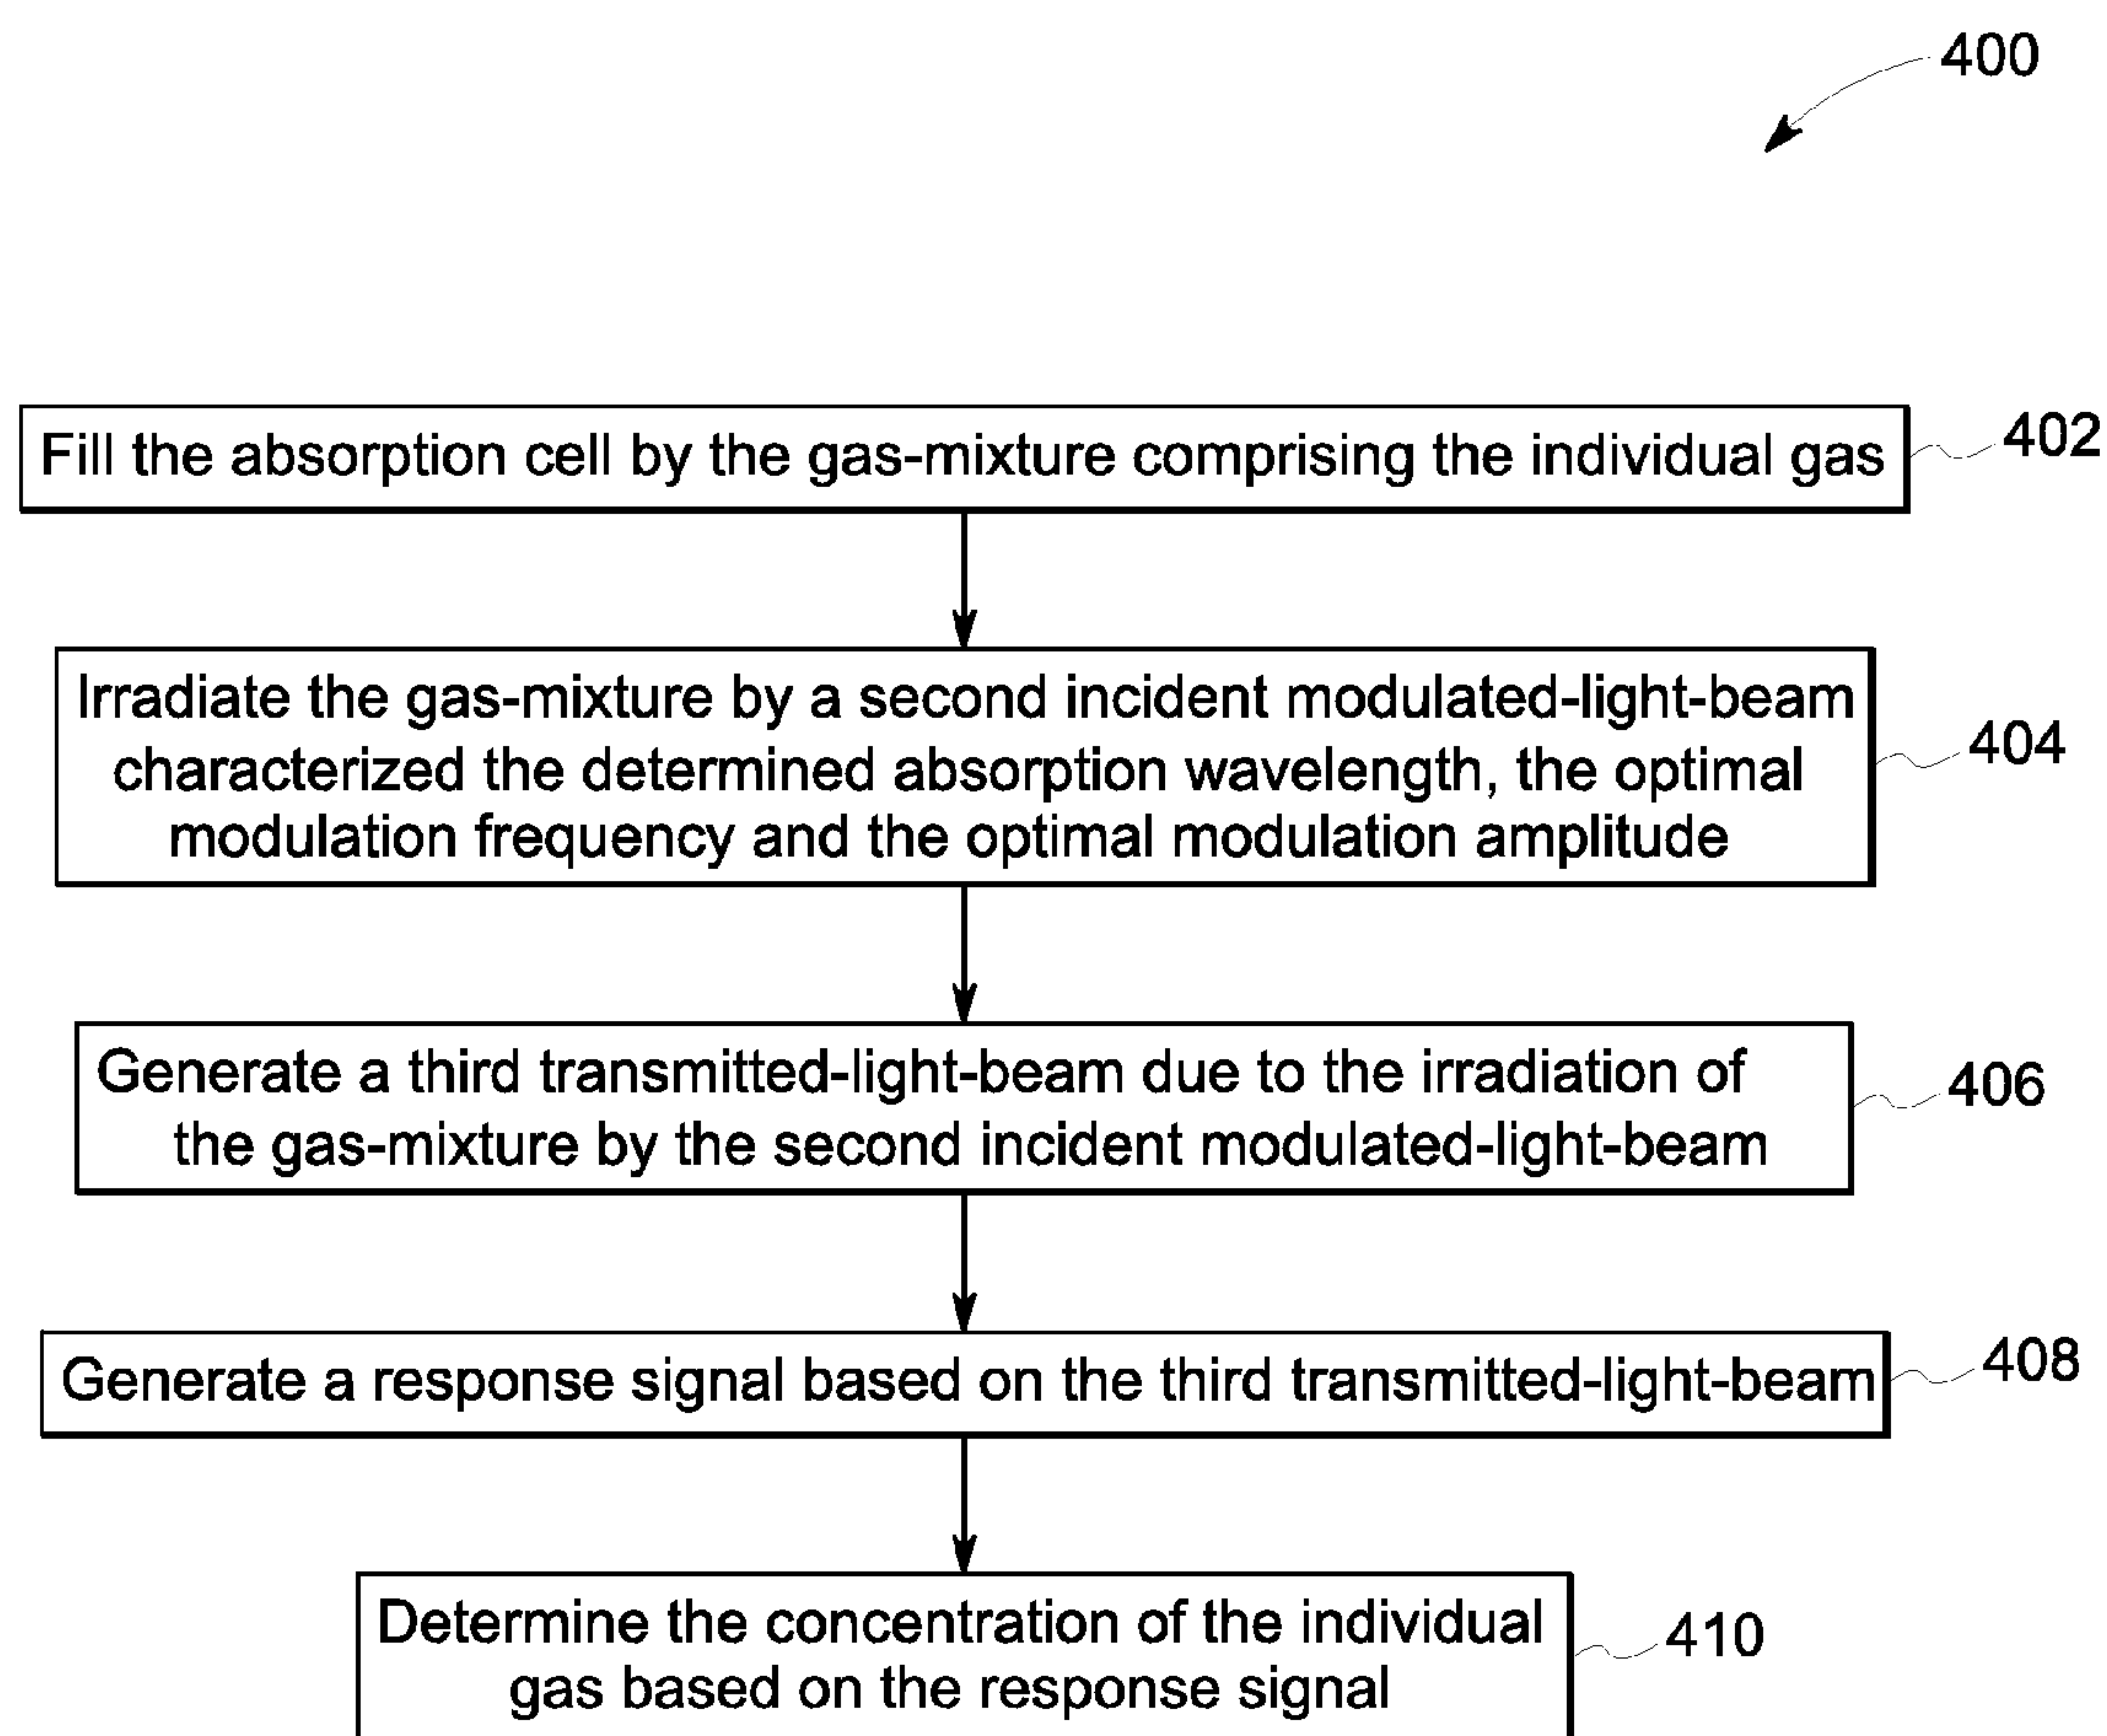 400
Fill the absorption cell by the gas-mixture comprising the individual gas
402
Irradiate the gas-mixture by a second incident modulated-light-beam
characterized the determined absorption wavelength, the optimal
modulation frequency and the optimal modulation amplitude
404
Generate a third transmitted-light-beam due to the irradiation of
the gas-mixture by the second incident modulated-light-beam
406
Generate a response signal based on the third transmitted-light-beam
408
Determine the concentration of the individual
gas based on the response signal
410